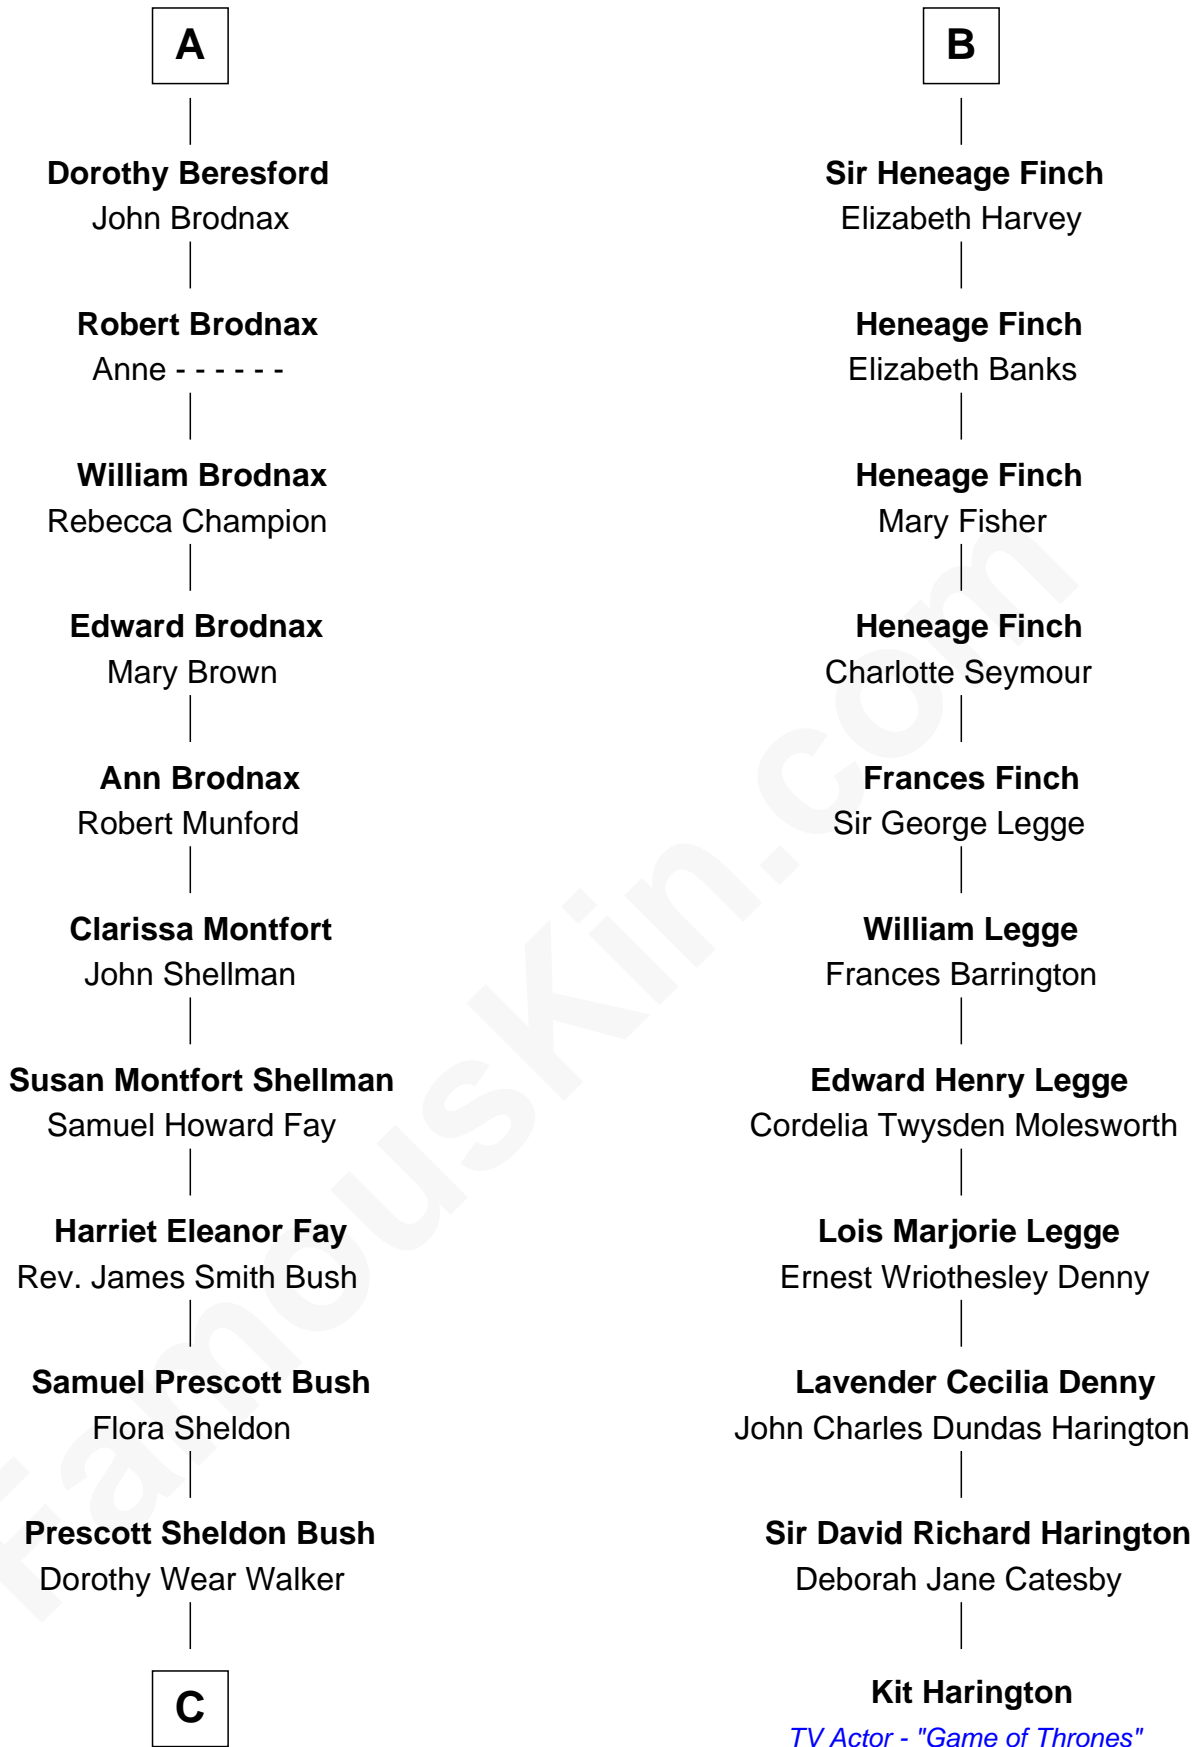 A
Dorothy Beresford
John Brodnax
Robert Brodnax
Anne - - - - - -
William Brodnax
Rebecca Champion
Edward Brodnax
Mary Brown
Ann Brodnax
Robert Munford
Clarissa Montfort
John Shellman
Susan Montfort Shellman
Samuel Howard Fay
Harriet Eleanor Fay
Rev. James Smith Bush
Samuel Prescott Bush
Flora Sheldon
Prescott Sheldon Bush
Dorothy Wear Walker
C
B
Sir Heneage Finch
Elizabeth Harvey
Heneage Finch
Elizabeth Banks
Heneage Finch
Mary Fisher
Heneage Finch
Charlotte Seymour
Frances Finch
Sir George Legge
William Legge
Frances Barrington
Edward Henry Legge
Cordelia Twysden Molesworth
Lois Marjorie Legge
Ernest Wriothesley Denny
Lavender Cecilia Denny
John Charles Dundas Harington
Sir David Richard Harington
Deborah Jane Catesby
Kit Harington
TV Actor - "Game of Thrones"
FamousKin.com